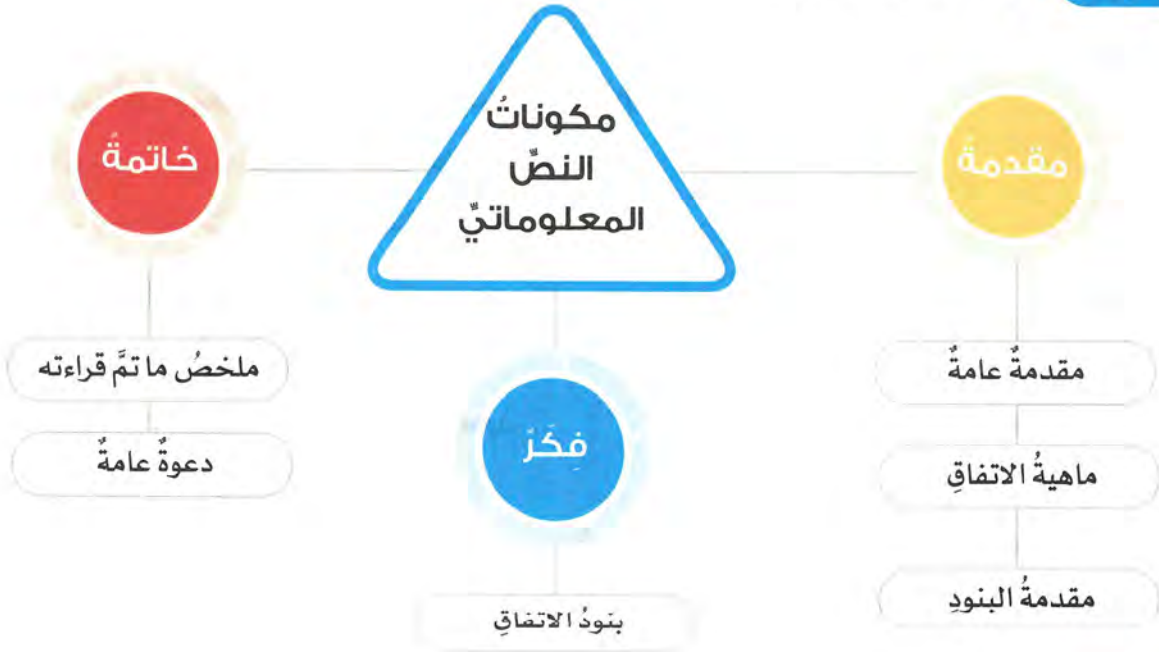 مكوناتُ
النصِّ
المعلوماتيِّ
مقدمةٌ
مقدمةٌ عامةٌ
ماهيةُ الاتفاقِ
مقدمةُ البنودِ
فِكَرٌ
بنودُ الاتفاقِ
خاتمةٌ
ملخصُ ما تمَّ قراءته
دعوةٌ عامةٌ